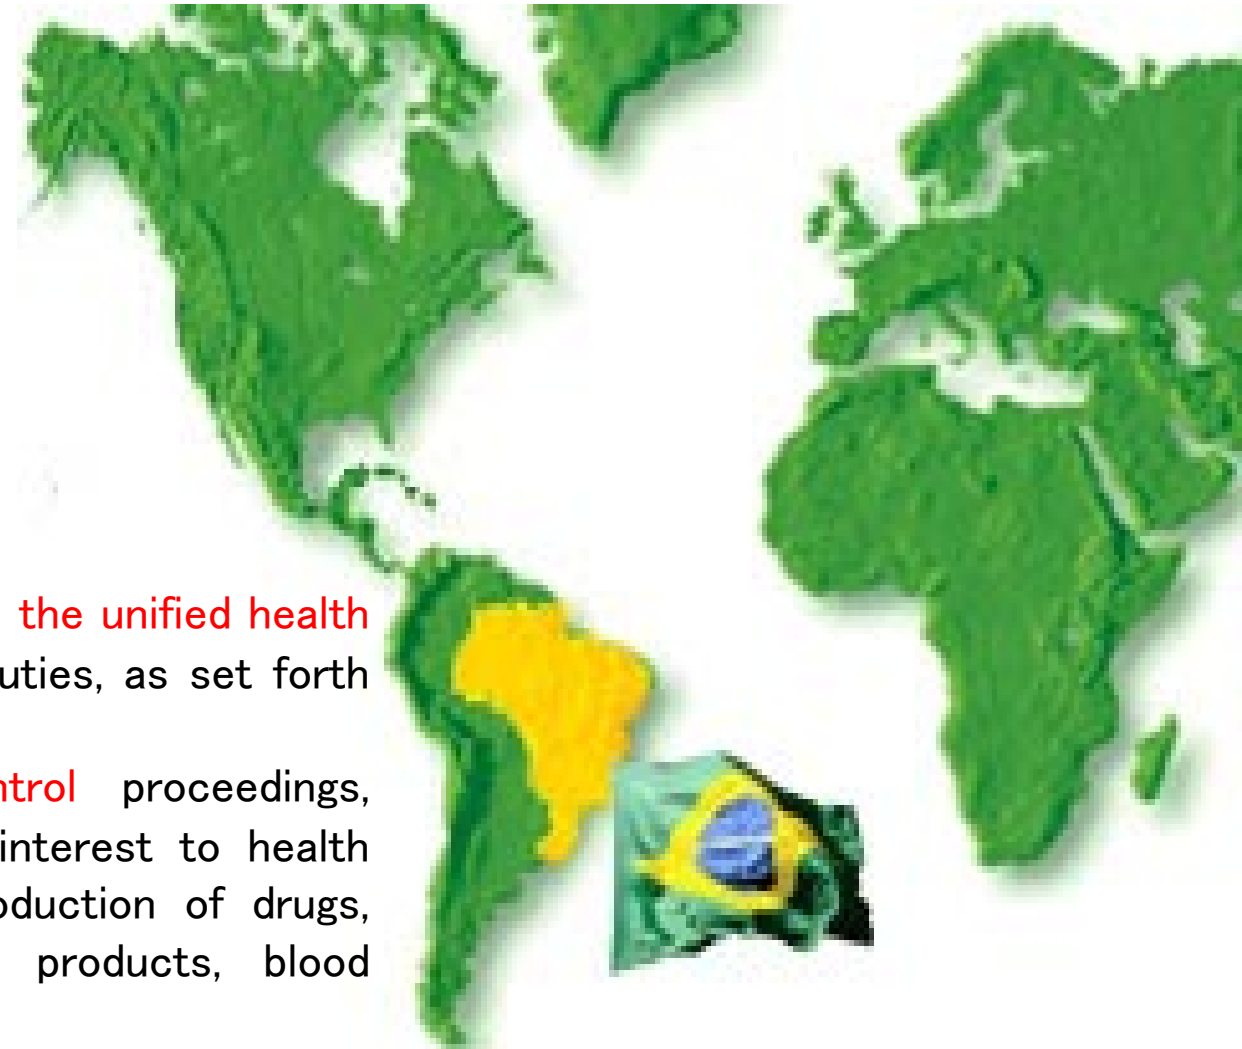 the unified health
uties, as set forth
ntrol proceedings,
interest to health
oduction of drugs,
products, blood